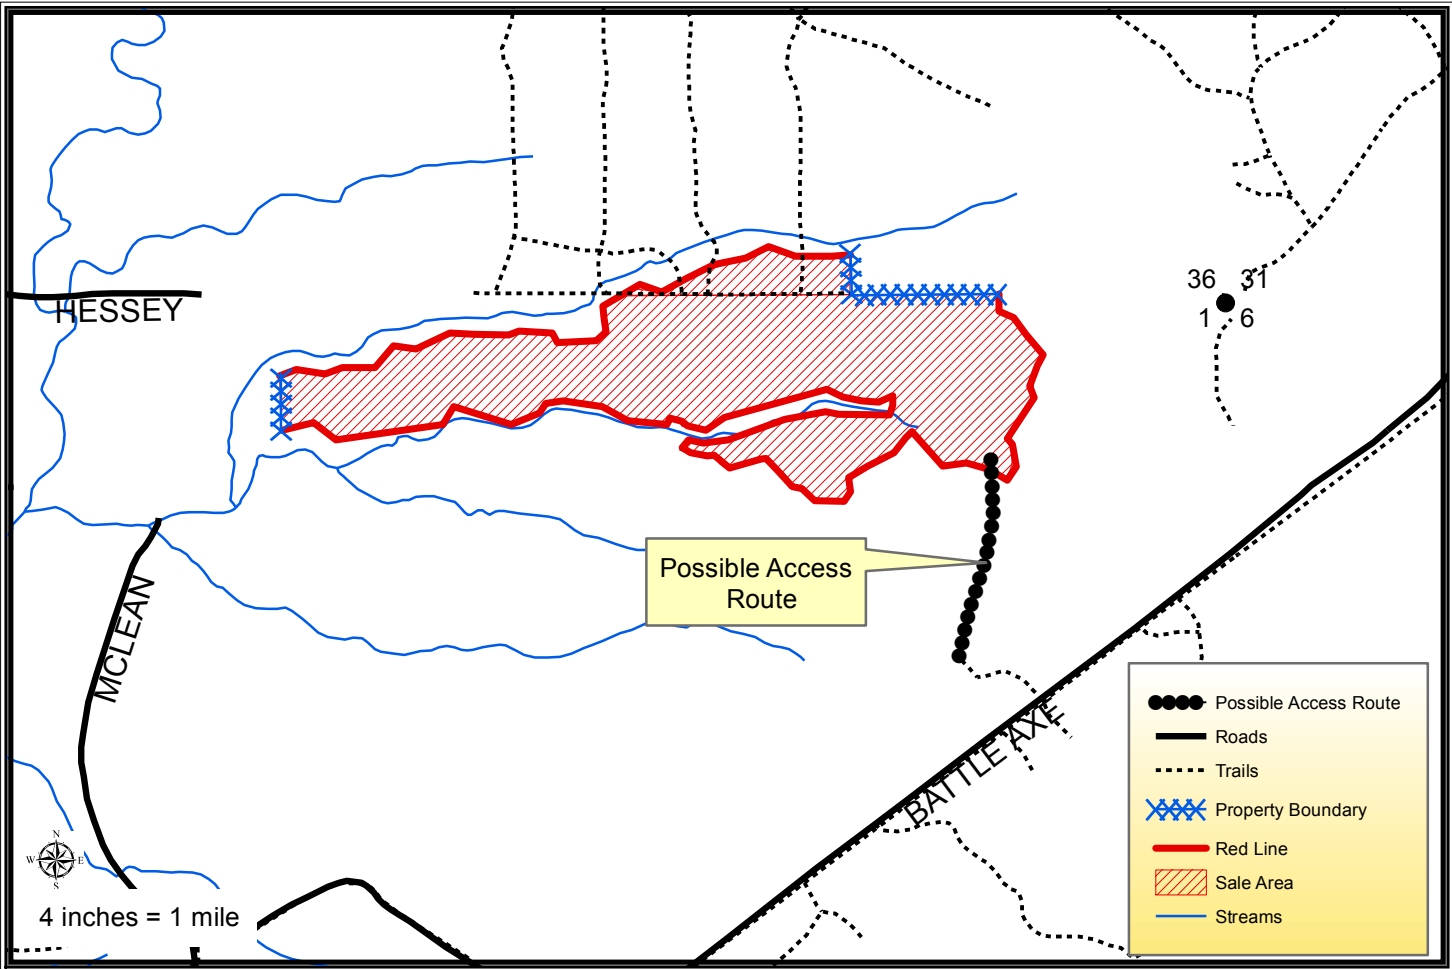 HESSEY
36 31
1 6
Possible Access
Route
MCLEAN
BATTLE AXE
Possible Access Route
Roads
Trails
Property Boundary
Red Line
Sale Area
Streams
N
W E
S
4 inches = 1 mile